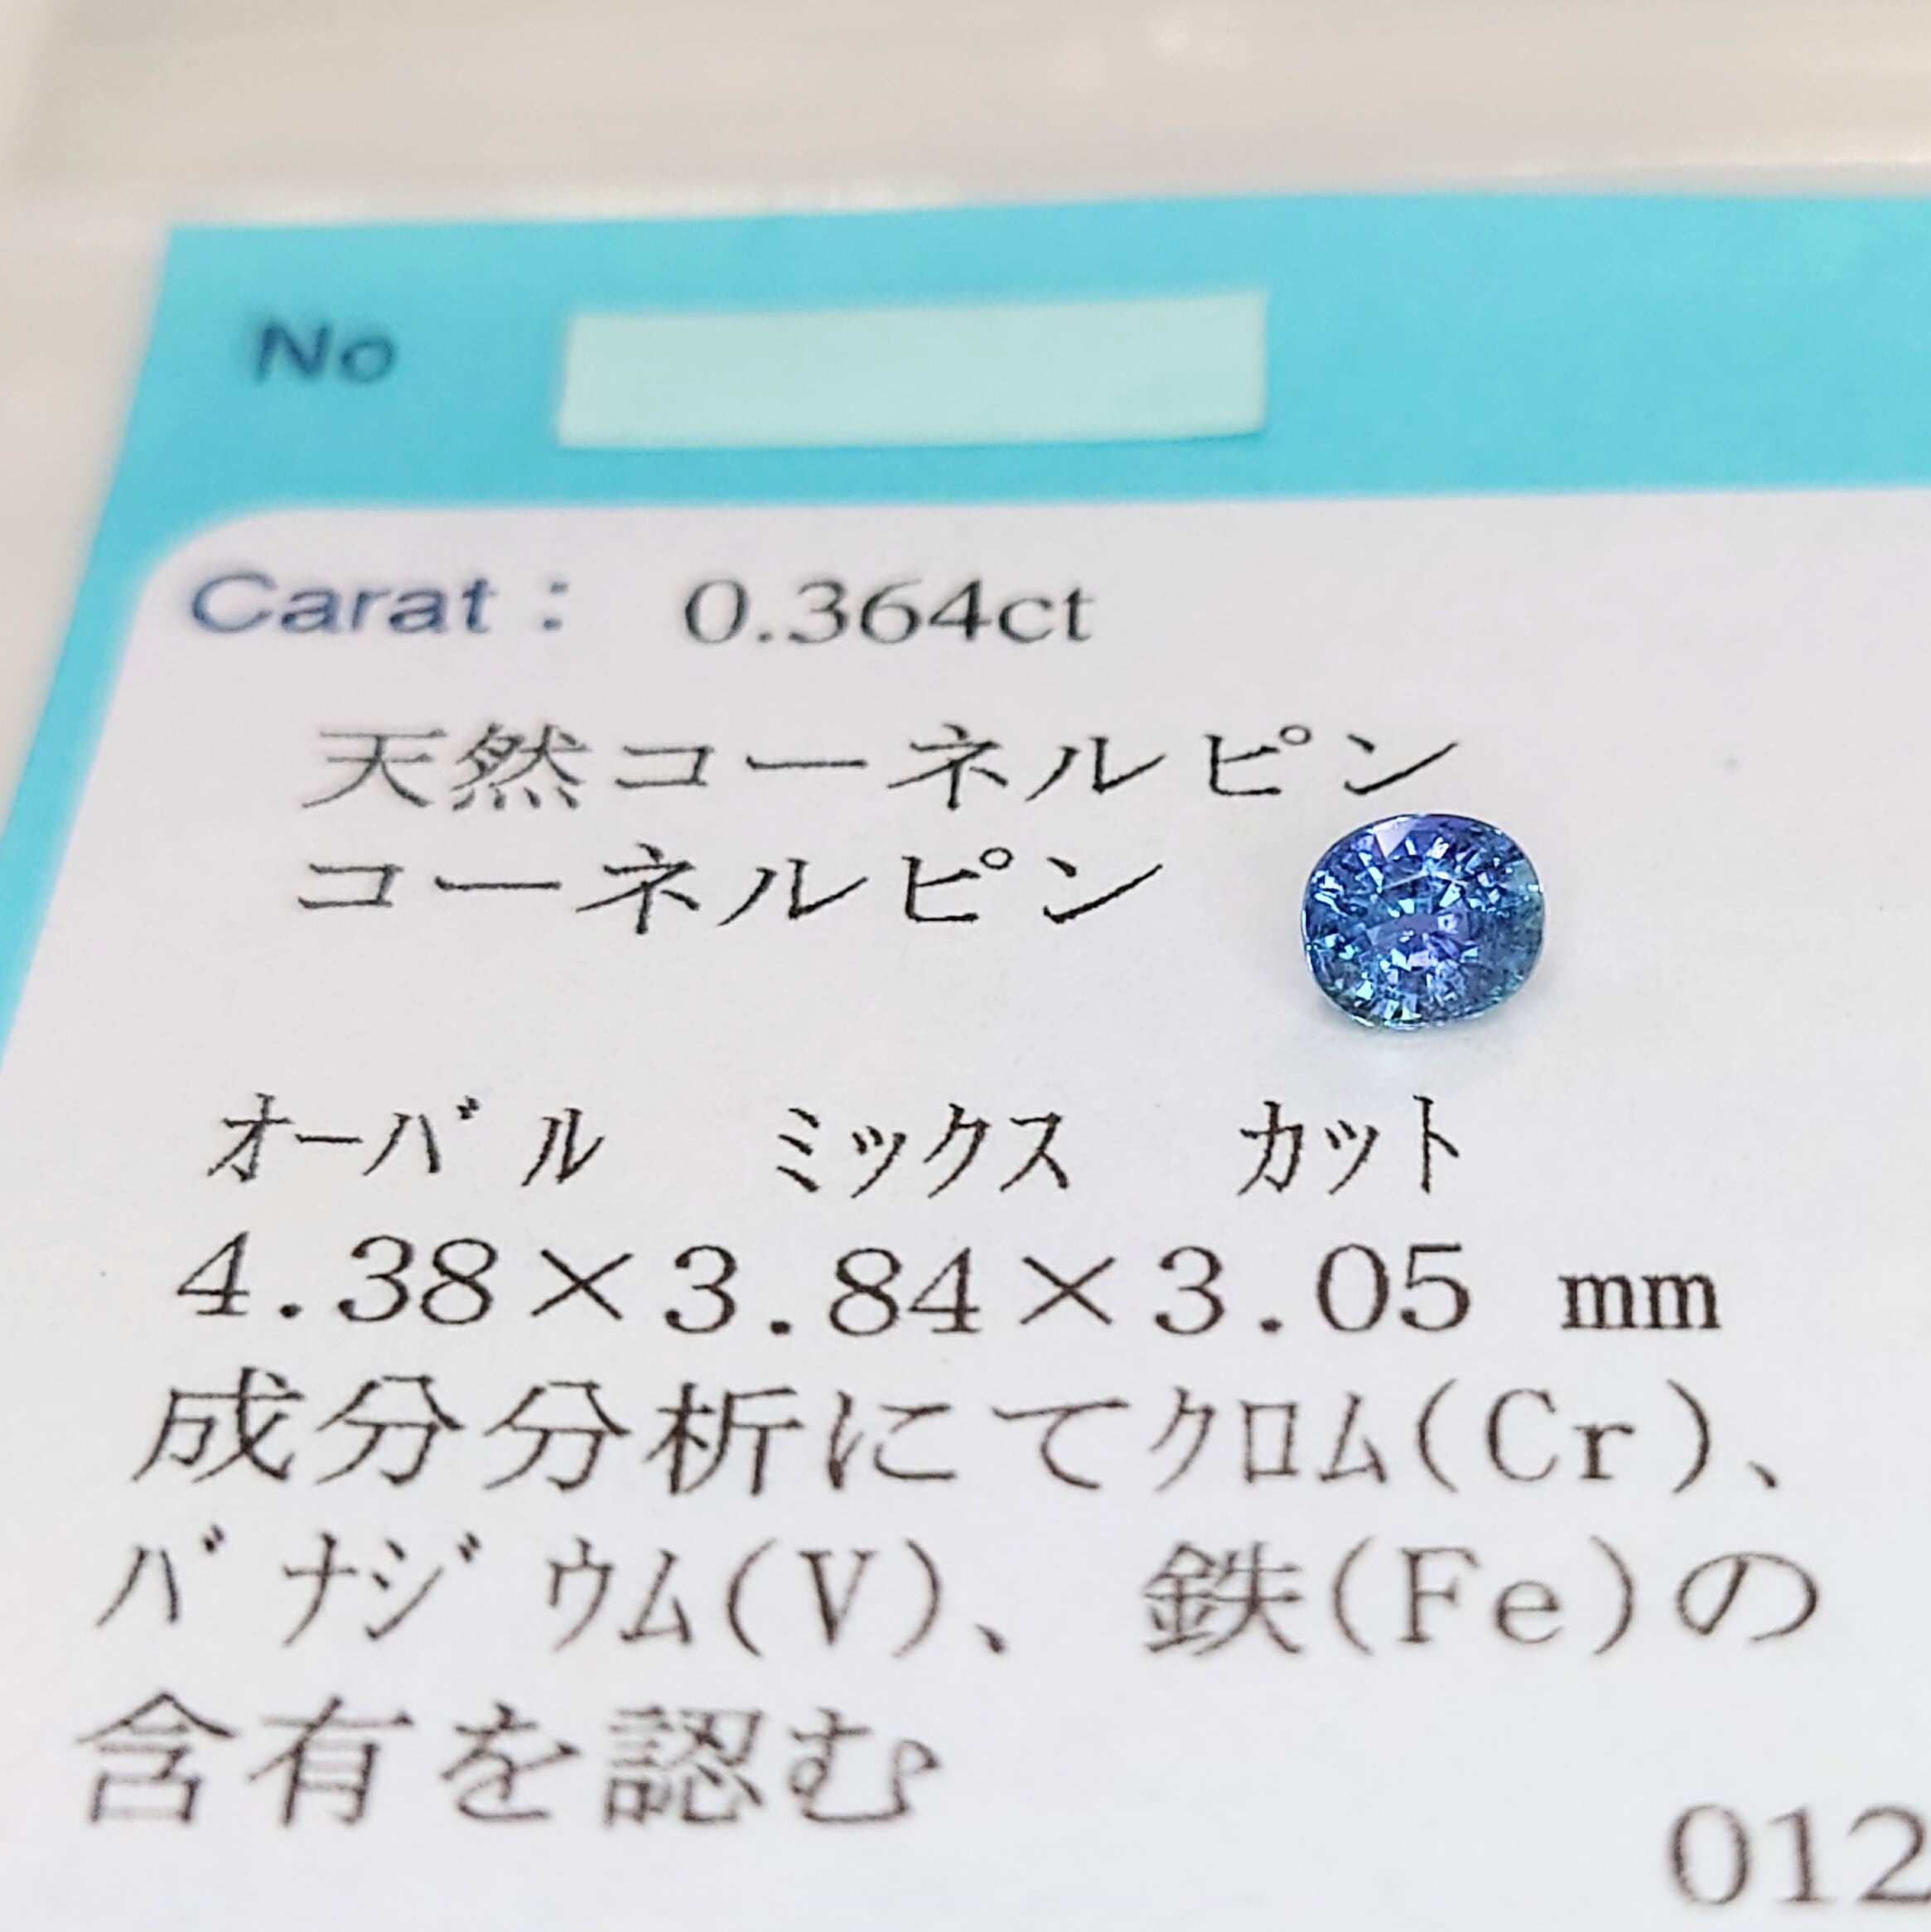 No
Carat : 0.364ct
天然コーネルピン
コーネルピン
ｵｰﾊﾞﾙ ﾐｯｸｽ ｶｯﾄ
4.38×3.84×3.05 mm
成分分析にてｸﾛﾑ(Cr)、
ﾊﾞﾅｼﾞｳﾑ(V)、鉄(Fe)の
含有を認む
012